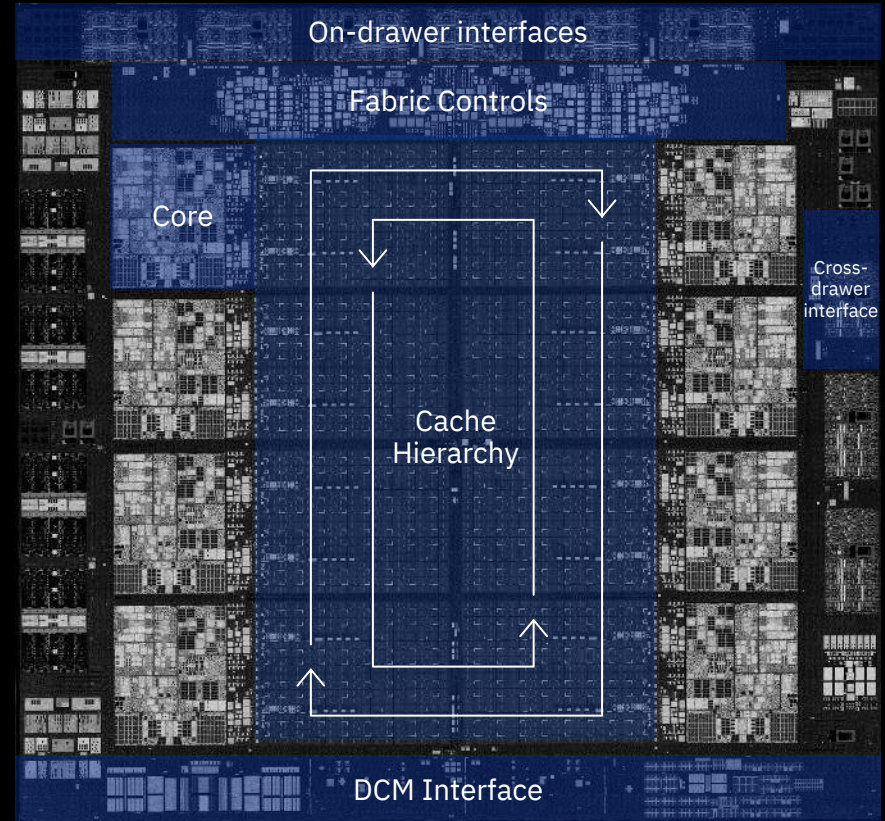 On-drawer interfaces
Fabric Controls
Core
Cross-
drawer
interface
Cache
Hierarchy
DCM Interface